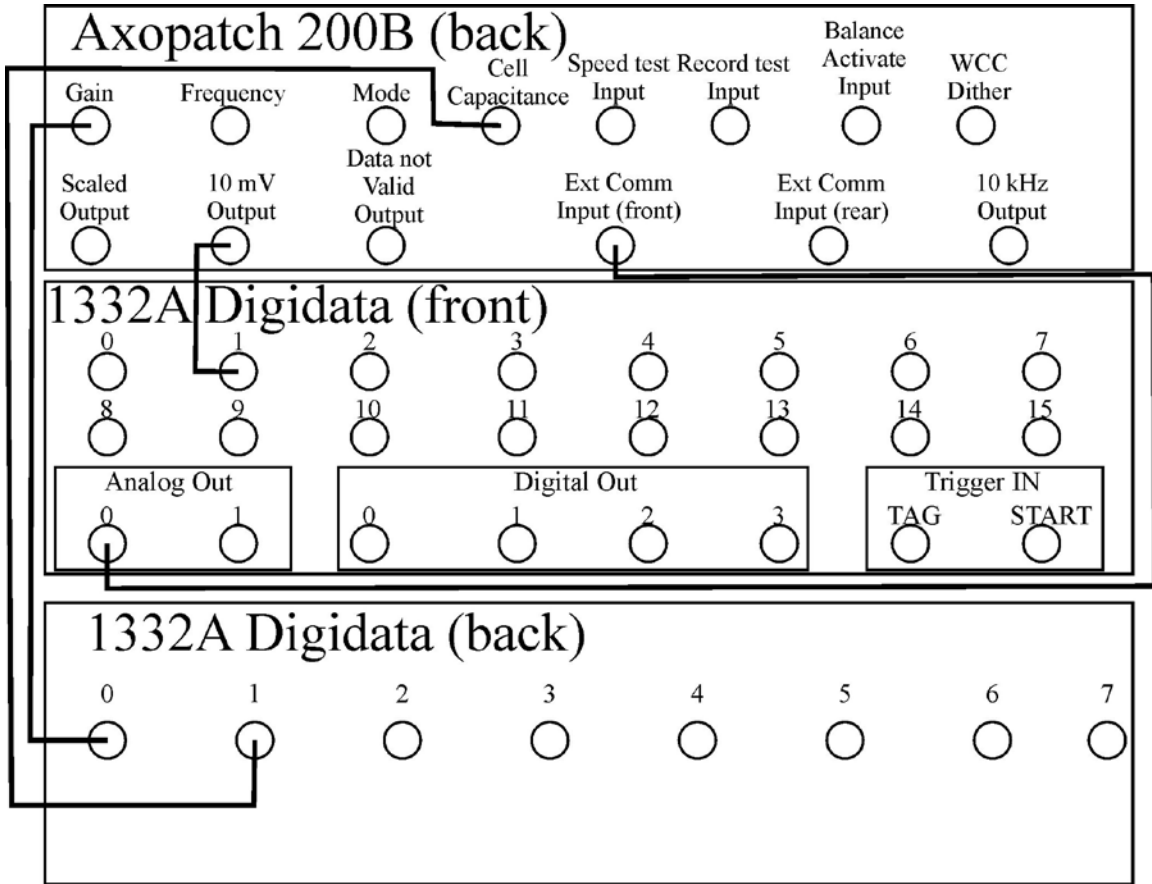 Axopatch 200B (back)
Gain
Frequency
Mode
Cell
Capacitance
Speed test
Input
Record test
Input
Balance
Activate
Input
WCC
Dither
Scaled
Output
10 mV
Output
Data not
Valid
Output
Ext Comm
Input (front)
Ext Comm
Input (rear)
10 kHz
Output
1332A Digidata (front)
0 1 2 3 4 5 6 7
8 9 10 11 12 13 14 15
Analog Out
0 1
Digital Out
0 1 2 3
Trigger IN
TAG START
1332A Digidata (back)
0 1 2 3 4 5 6 7